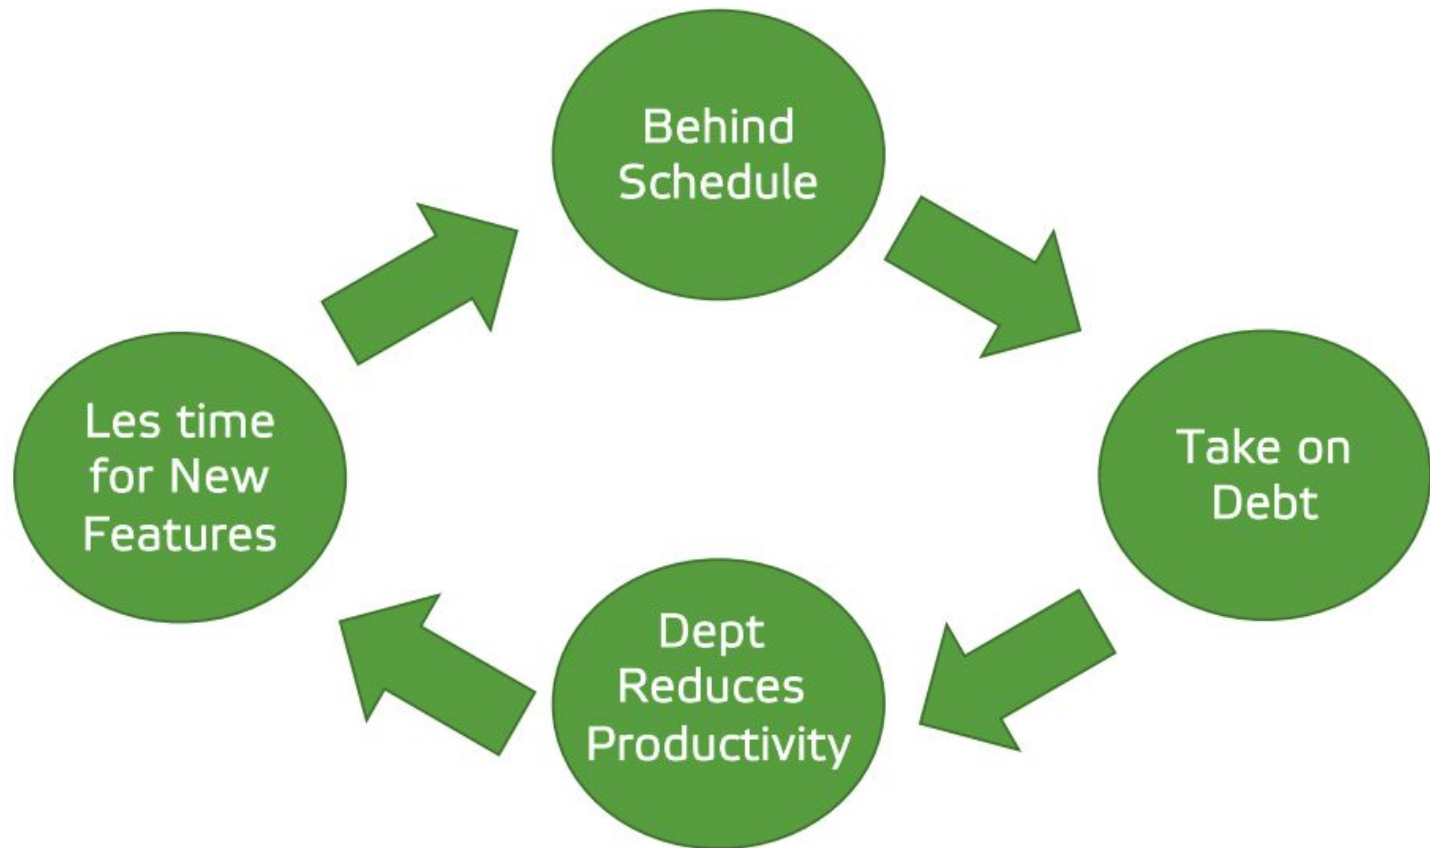 Behind
Schedule
Take on
Debt
Dept
Reduces
Productivity
Les time
for New
Features